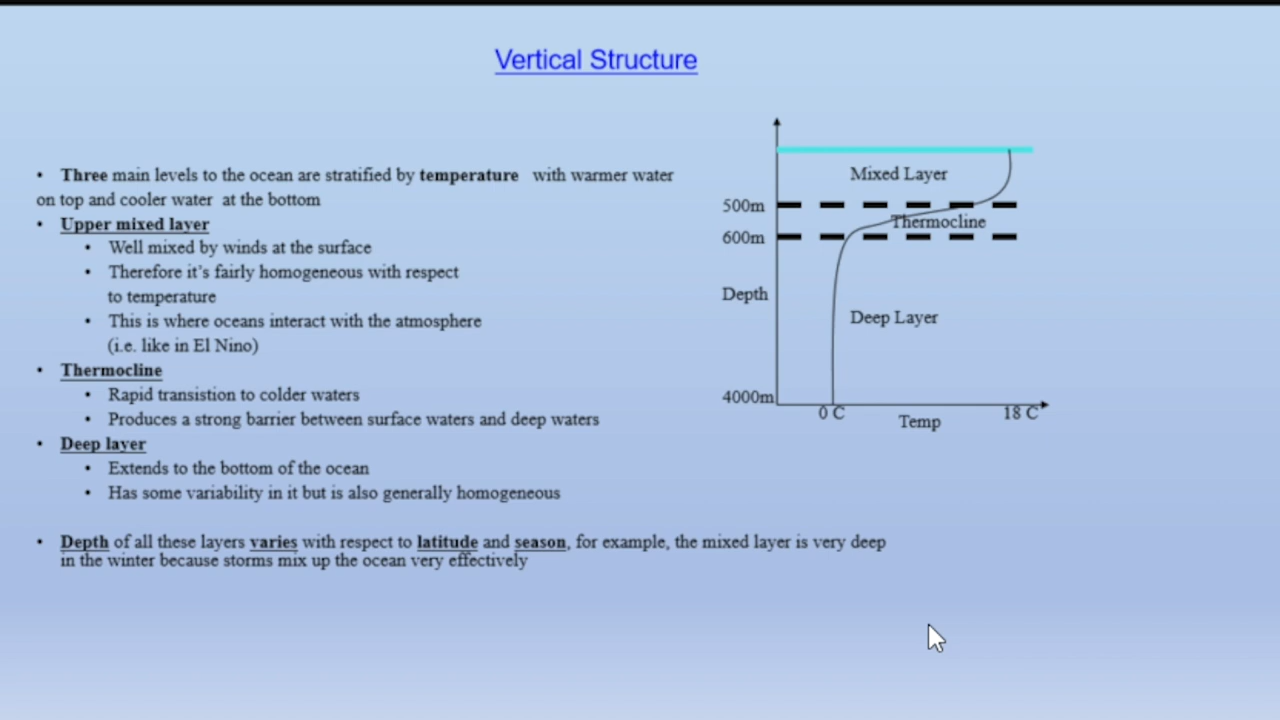 Vertical Structure
• Three main levels to the ocean are stratified by temperature with warmer water
on top and cooler water at the bottom
• Upper mixed layer
• Well mixed by winds at the surface
• Therefore it's fairly homogeneous with respect
to temperature
• This is where oceans interact with the atmosphere
(i.e. like in El Nino)
• Thermocline
• Rapid transistion to colder waters
• Produces a strong barrier between surface waters and deep waters
• Deep layer
• Extends to the bottom of the ocean
• Has some variability in it but is also generally homogeneous
• Depth of all these layers varies with respect to latitude and season, for example, the mixed layer is very deep
in the winter because storms mix up the ocean very effectively
Mixed Layer
500m
Thermocline
600m
Depth
Deep Layer
4000m
0 C
18 C
Temp